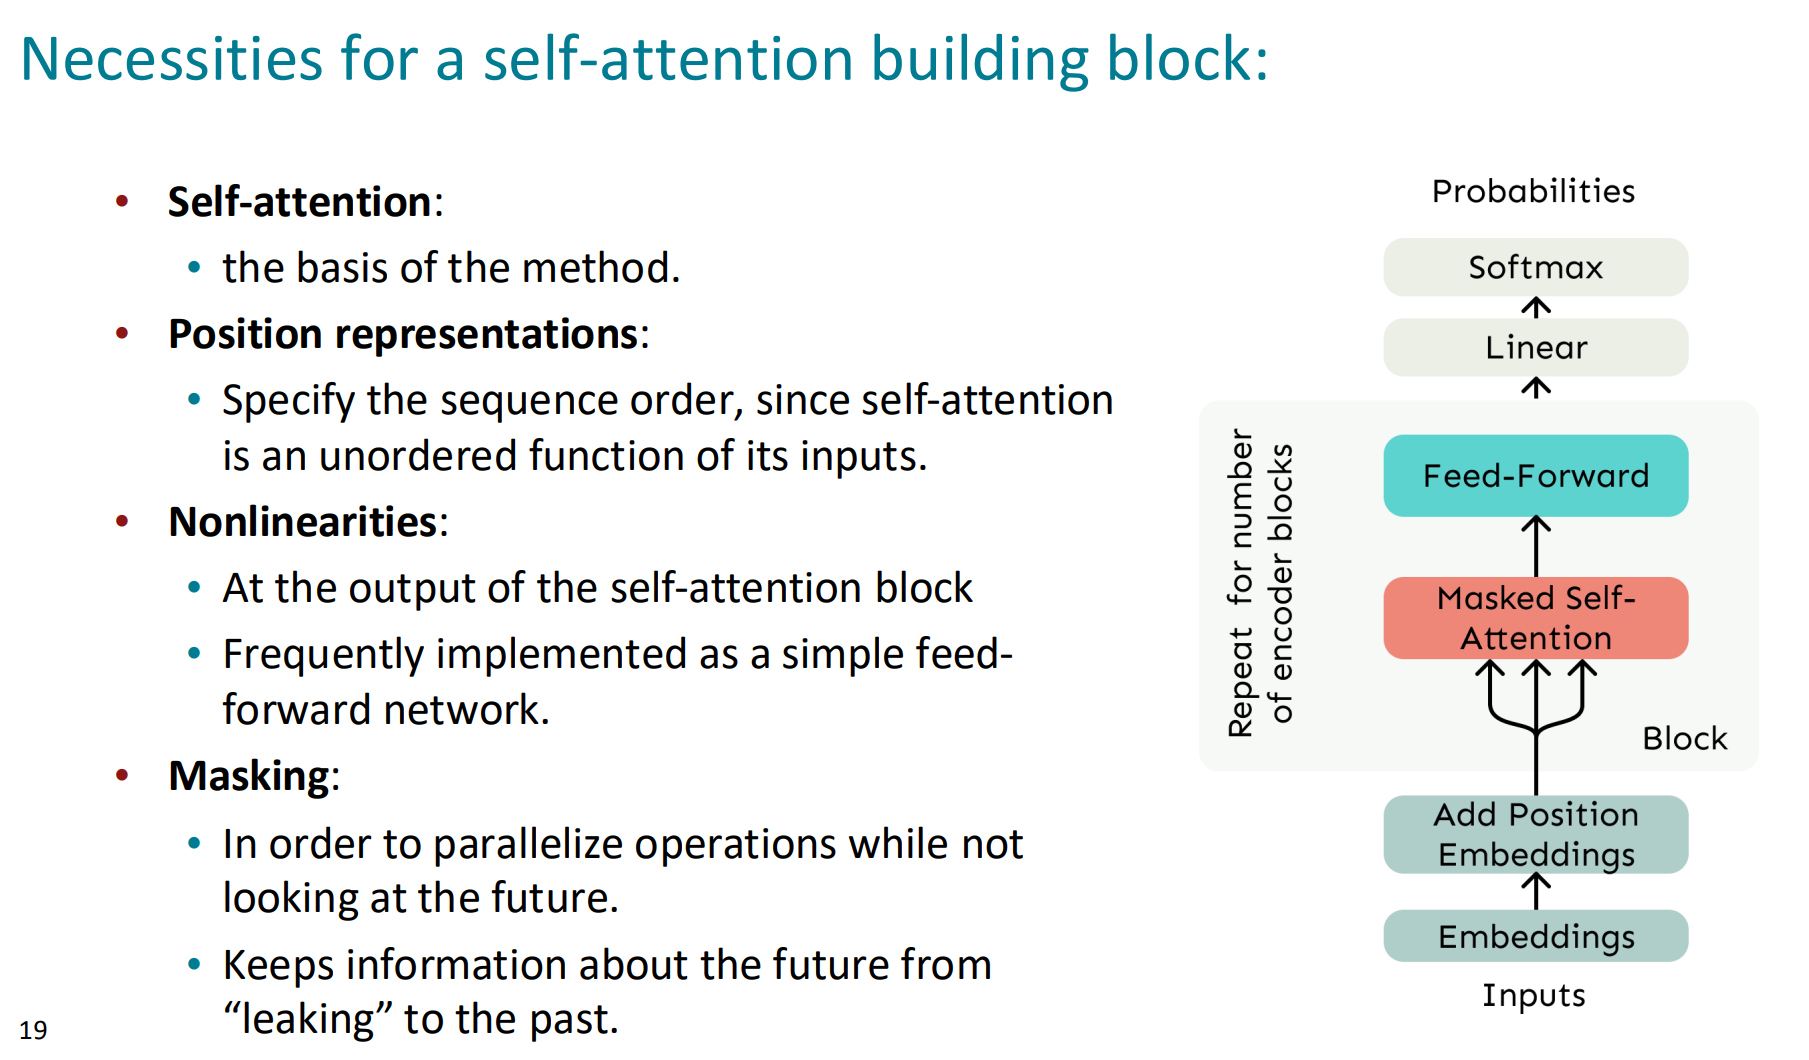 Necessities for a self-attention building block:
• Self-attention:
• the basis of the method.
• Position representations:
• Specify the sequence order, since self-attention
is an unordered function of its inputs.
• Nonlinearities:
• At the output of the self-attention block
• Frequently implemented as a simple feed-
forward network.
• Masking:
• In order to parallelize operations while not
looking at the future.
• Keeps information about the future from
“leaking” to the past.
19
Probabilities
Softmax
Linear
Repeat for number
of encoder blocks
Feed-Forward
Masked Self-
Attention
Block
Add Position
Embeddings
Embeddings
Inputs